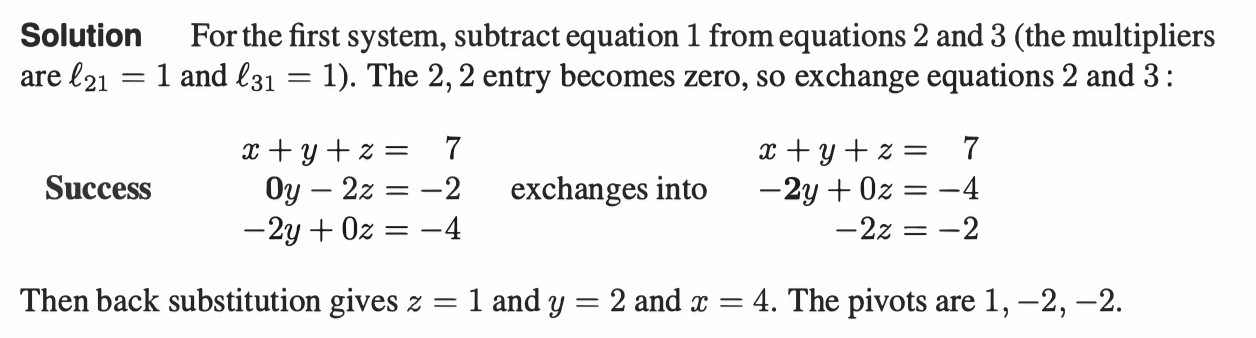 Solution For the first system, subtract equation 1 from equations 2 and 3 (the multipliers
are ℓ₂₁ = 1 and ℓ₃₁ = 1). The 2, 2 entry becomes zero, so exchange equations 2 and 3 :
x + y + z = 7 x + y + z = 7
Success 0y − 2z = −2 exchanges into −2y + 0z = −4
−2y + 0z = −4 −2z = −2
Then back substitution gives z = 1 and y = 2 and x = 4. The pivots are 1, −2, −2.